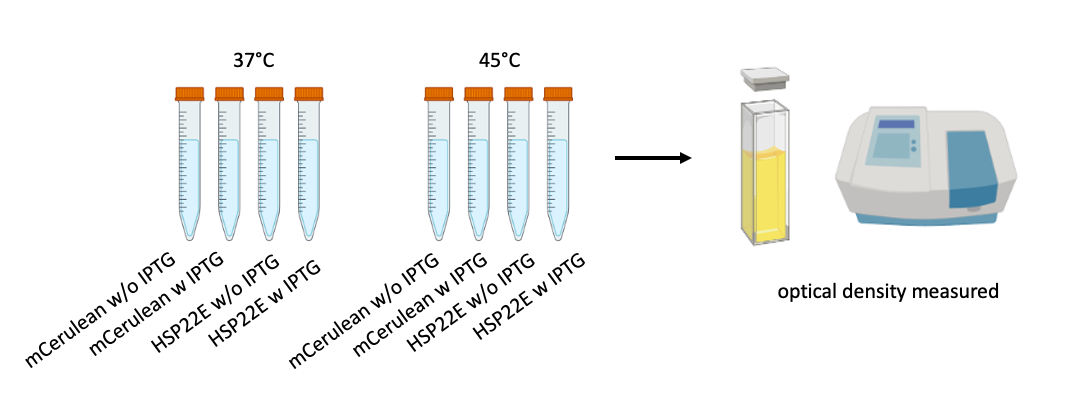 37°C
45°C
mCerulean w/o IPTG
mCerulean w IPTG
HSP22E w/o IPTG
HSP22E w IPTG
mCerulean w/o IPTG
mCerulean w IPTG
HSP22E w/o IPTG
HSP22E w IPTG
optical density measured